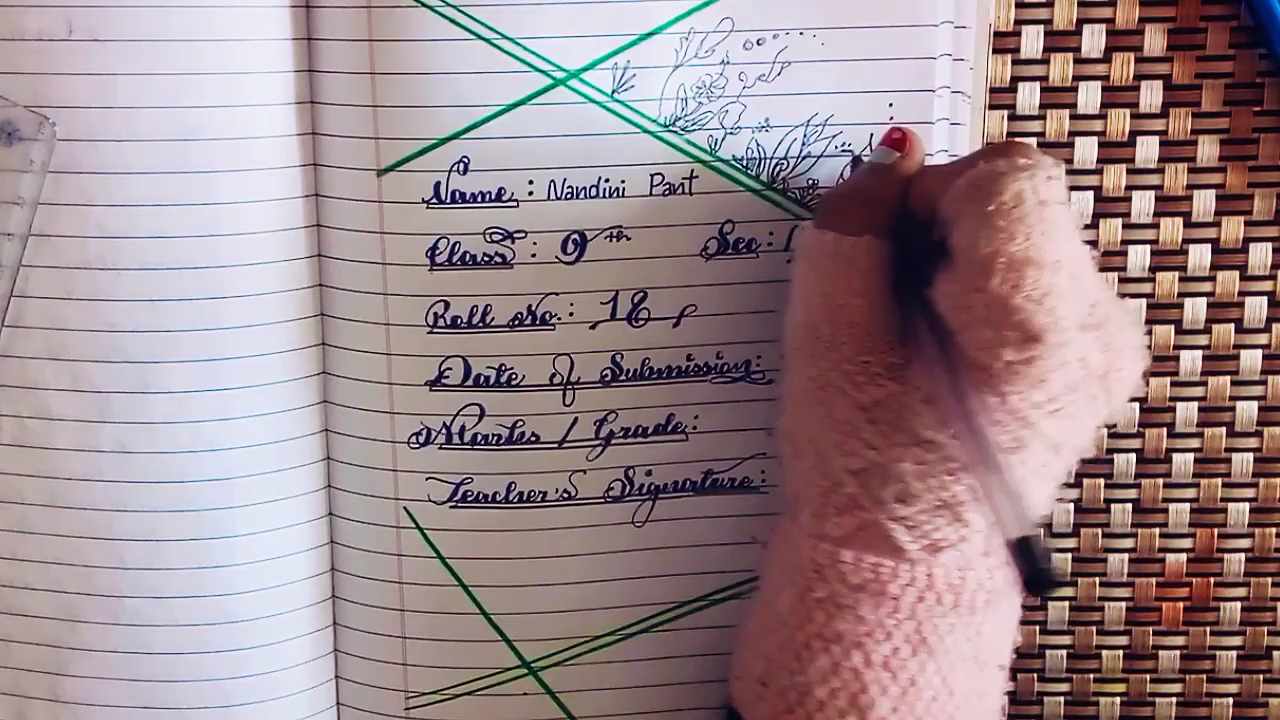 Name : Nandini Pant
Class : 9th Sec :
Roll No. : 18
Date of Submission:
Marks / Grade:
Teacher's Signature: